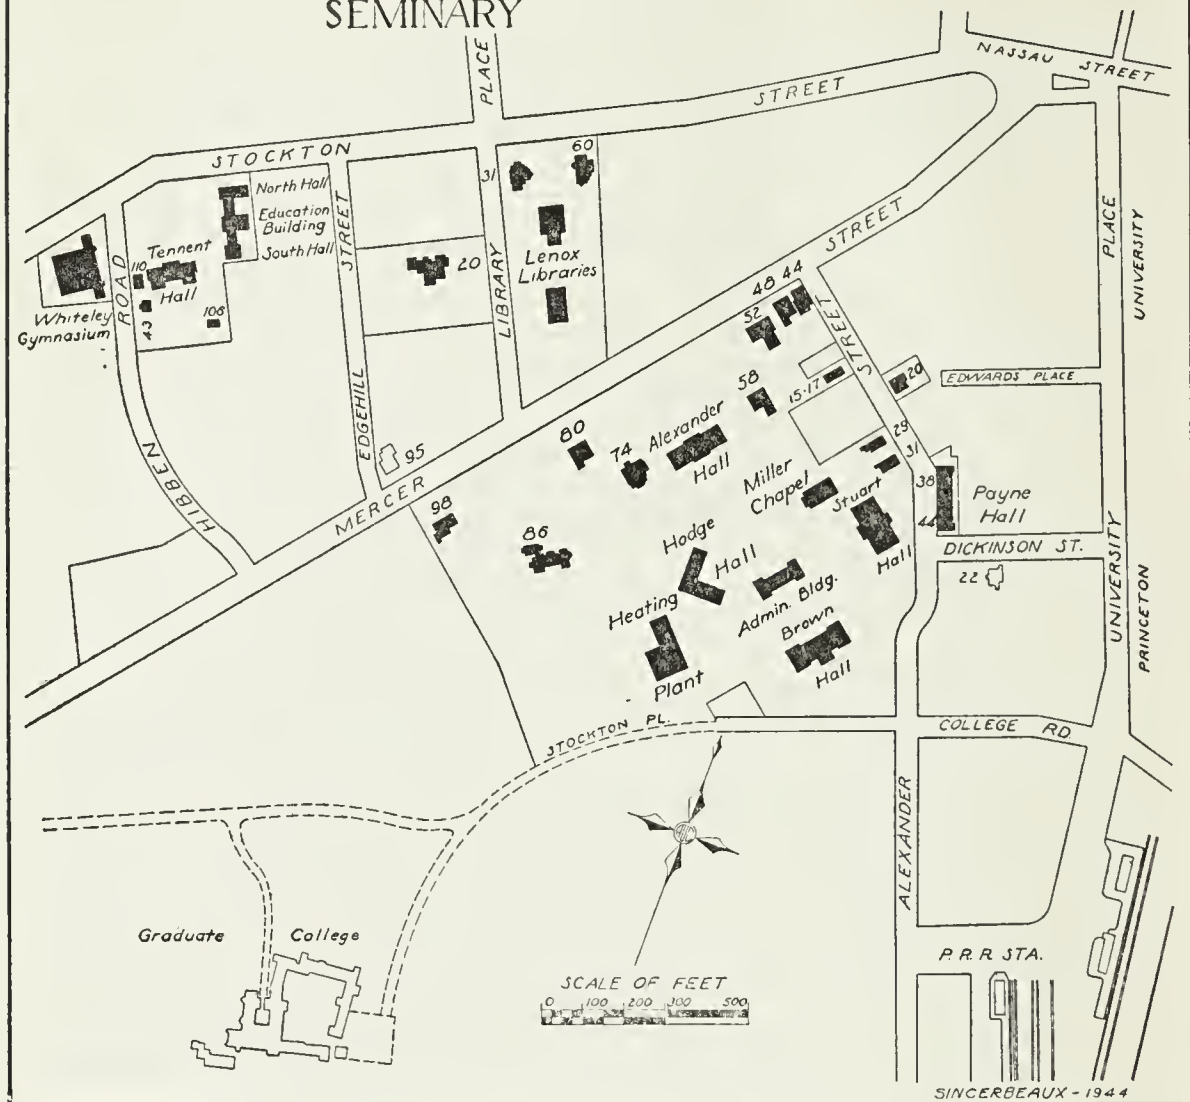 SEMINARY
NASSAU STREET
PLACE
STOCKTON STREET
60
31
North Hall
Education
Building
South Hall
STREET
PLACE
UNIVERSITY
Tennent
Hall
110
ROAD
43
106
Whiteley
Gymnasium
20
LIBRARY
Lenox
Libraries
48 44
52
STREET
15-17
20
EDWARDS PLACE
58
EDGEHILL
95
80
74
Alexander
Hall
29
31
38
44
Payne
Hall
Miller
Chapel
Stuart
Hall
HIBBEN
MERCER
98
86
Hodge
Hall
DICKINSON ST.
22
UNIVERSITY
PRINCETON
Admin. Bldg.
Heating
Plant
Brown
Hall
STOCKTON PL.
COLLEGE RD.
ALEXANDER
Graduate College
P.R.R. STA.
SCALE OF FEET
0 100 200 300 500
SINCERBEAUX - 1944